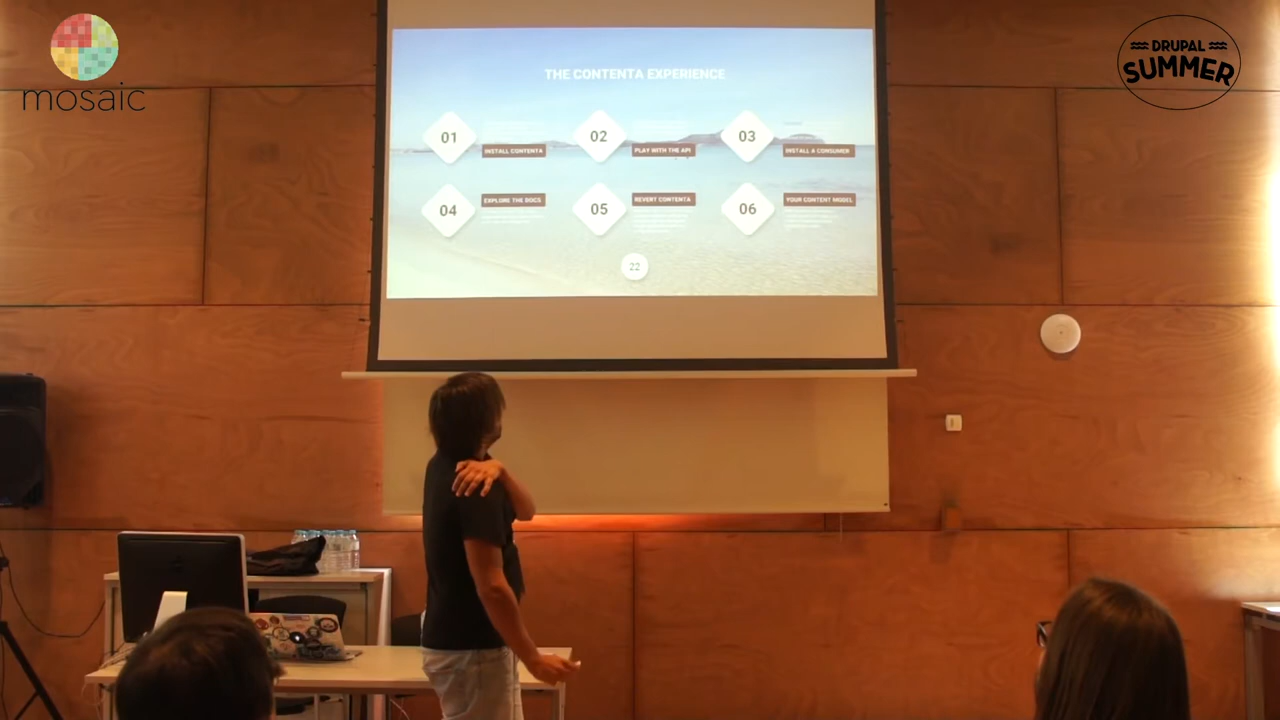 mosaic
DRUPAL
SUMMER
THE CONTENTA EXPERIENCE
01
INSTALL CONTENTA
02
PLAY WITH THE API
03
INSTALL A CONSUMER
04
EXPLORE THE DOCS
05
REVERT CONTENTA
06
YOUR CONTENT MODEL
22